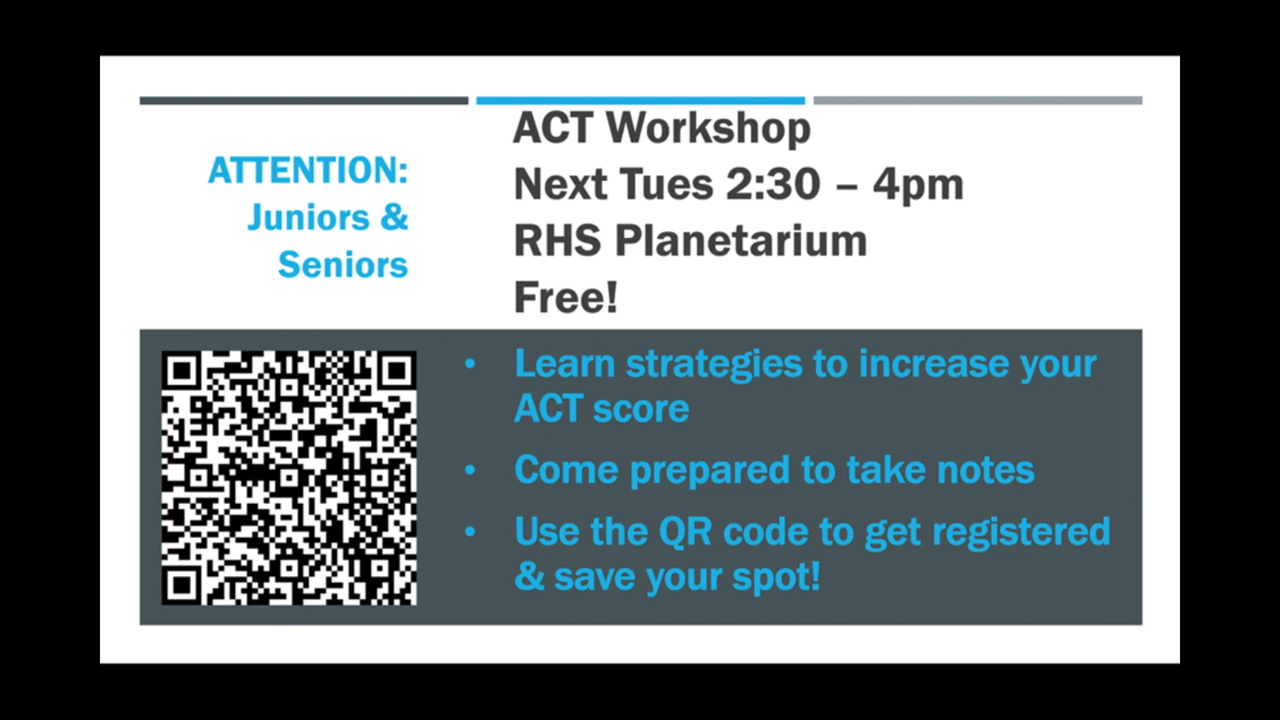 ATTENTION:
Juniors &
Seniors
ACT Workshop
Next Tues 2:30 – 4pm
RHS Planetarium
Free!
• Learn strategies to increase your
ACT score
• Come prepared to take notes
• Use the QR code to get registered
& save your spot!